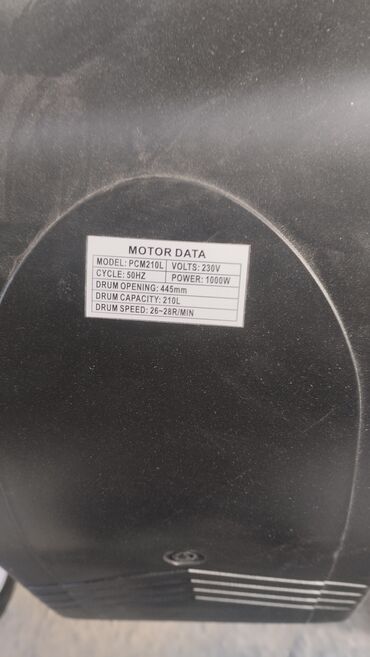 MOTOR DATA
MODEL: PCM210L VOLTS: 230V
CYCLE: 50HZ POWER: 1000W
DRUM OPENING: 445mm
DRUM CAPACITY: 210L
DRUM SPEED: 26~28R/MIN